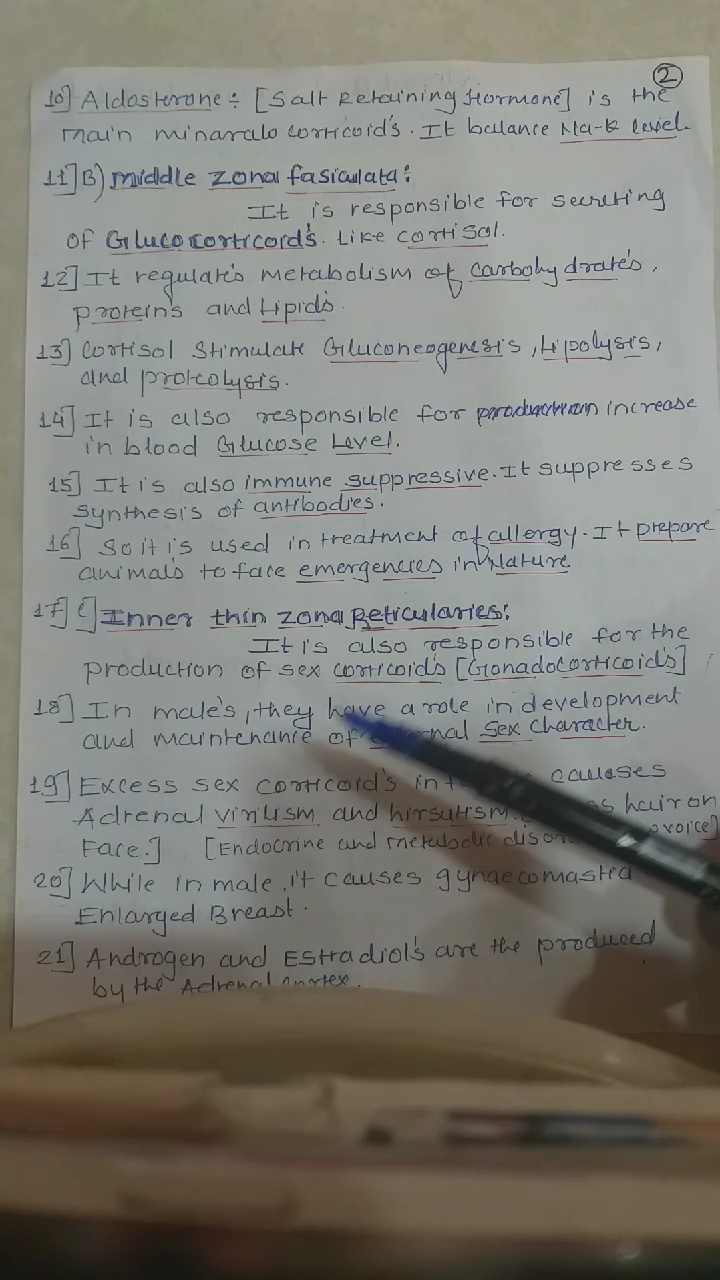 2
10] Aldosterone ÷ [Salt Retaining Hormone] is the
main minaralo corticoid's. It balance Na-K level.
11] B) Middle zona fasiculata:
It is responsible for secreting
of Glucocorticoid's. Like cortisol.
12] It regulate's metabolism of carbohydrate's,
protein's and Lipid's.
13] Cortisol Stimulate Gluconeogenesis, Lipolysis,
and proteolysis.
14] It is also responsible for increase
in blood Glucose Level.
15] It is also immune suppressive. It suppresses
synthesis of antibodies.
16] So it is used in treatment of allergy. It prepare
animal's to face emergencies in Nature.
17] C] Inner thin zona Reticularies:
It is also responsible for the
production of sex corticoid's [Gonadocorticoid's]
18] In male's, they have a role in development
and maintenance of Sex character.
19] Excess sex corticoid's in causes
Adrenal virilism and hirsutism. hair on
Face.] [Endocrine and metabolic voice]
20] While in male it causes gynaecomastra
Enlarged Breast.
21] Androgen and Estradiol's are the produced
by the Adrenal cortex.